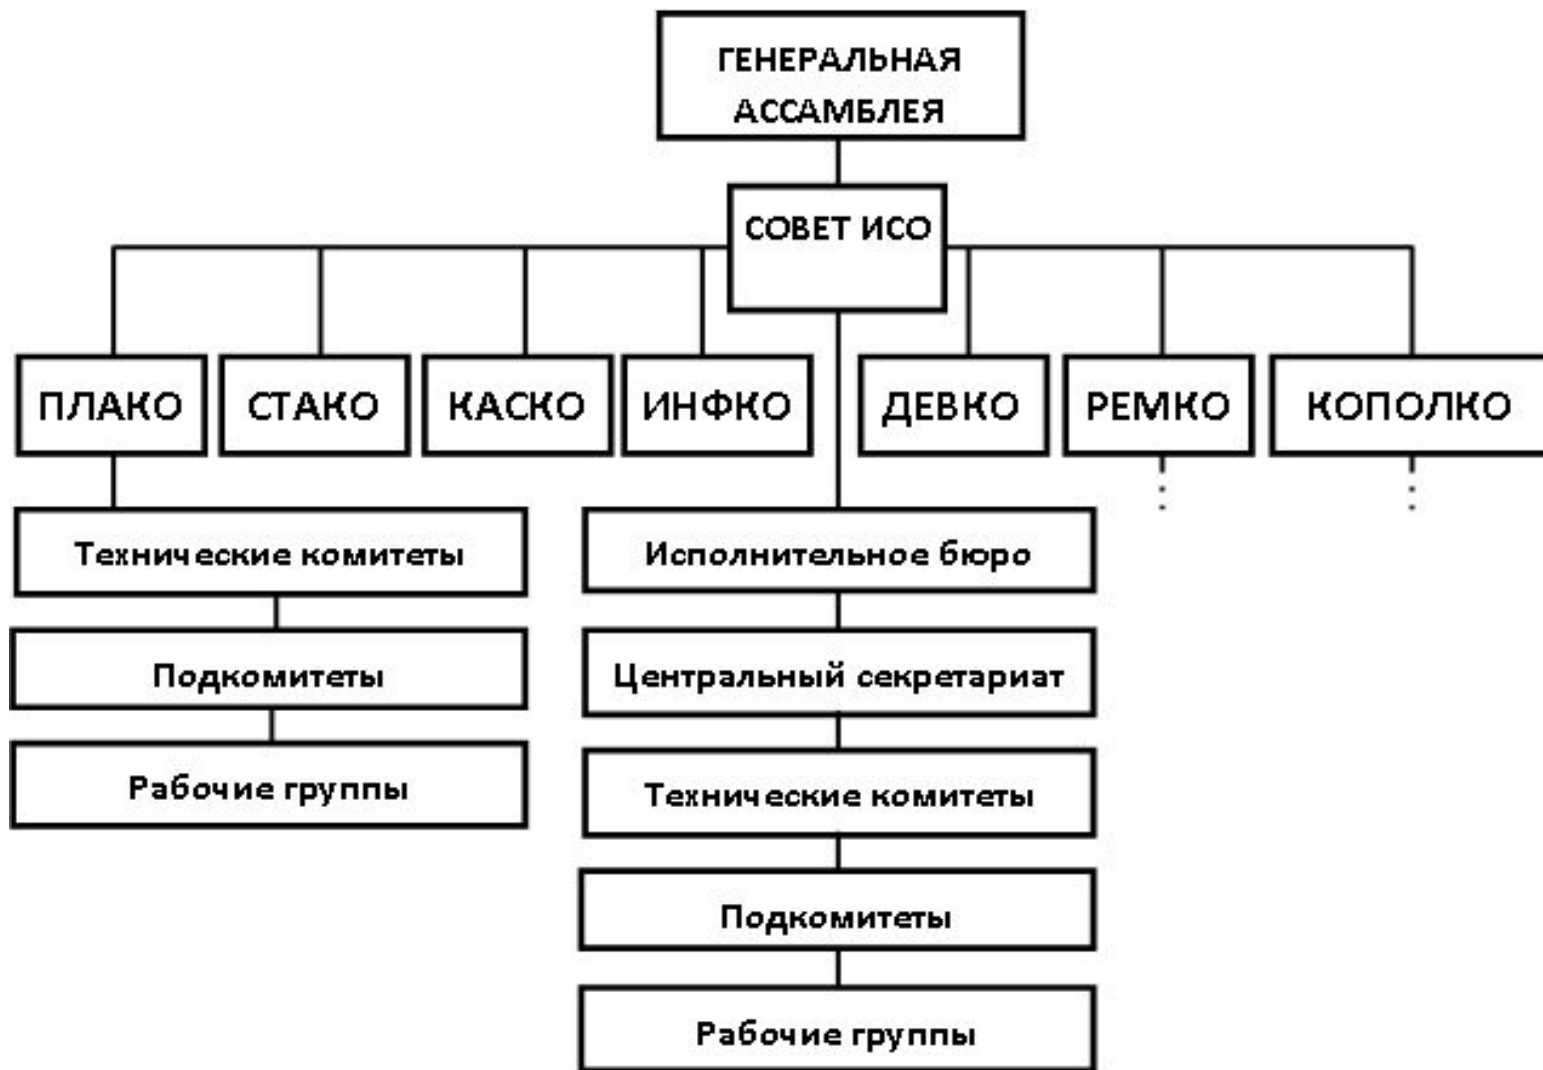 ГЕНЕРАЛЬНАЯ
АССАМБЛЕЯ
СОВЕТ ИСО
ПЛАКО
СТАКО
КАСКО
ИНФКО
ДЕВКО
РЕМКО
КОПОЛКО
Технические комитеты
Исполнительное бюро
Подкомитеты
Центральный секретариат
Рабочие группы
Технические комитеты
Подкомитеты
Рабочие группы